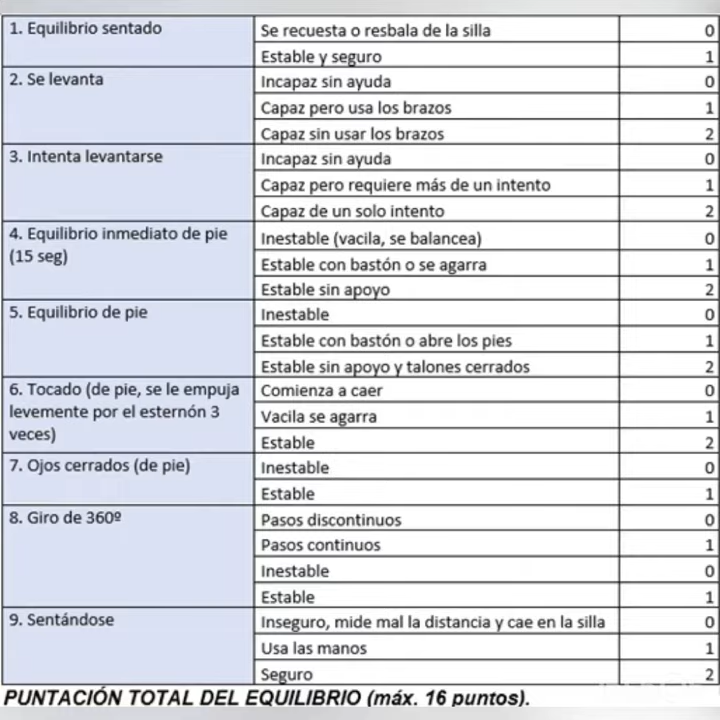 1. Equilibrio sentado Se recuesta o resbala de la silla 0
Estable y seguro 1
2. Se levanta Incapaz sin ayuda 0
Capaz pero usa los brazos 1
Capaz sin usar los brazos 2
3. Intenta levantarse Incapaz sin ayuda 0
Capaz pero requiere más de un intento 1
Capaz de un solo intento 2
4. Equilibrio inmediato de pie Inestable (vacila, se balancea) 0
(15 seg) Estable con bastón o se agarra 1
Estable sin apoyo 2
5. Equilibrio de pie Inestable 0
Estable con bastón o abre los pies 1
Estable sin apoyo y talones cerrados 2
6. Tocado (de pie, se le empuja Comienza a caer 0
levemente por el esternón 3 Vacila se agarra 1
veces) Estable 2
7. Ojos cerrados (de pie) Inestable 0
Estable 1
8. Giro de 360º Pasos discontinuos 0
Pasos continuos 1
Inestable 0
Estable 1
9. Sentándose Inseguro, mide mal la distancia y cae en la silla 0
Usa las manos 1
Seguro 2
PUNTACIÓN TOTAL DEL EQUILIBRIO (máx. 16 puntos).